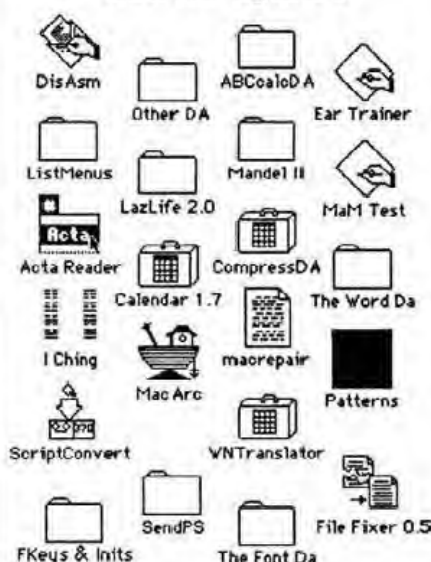 DisAsm
ABCalcDA
Other DA
Ear Trainer
ListMenus
Mandel II
LazLife 2.0
MaM Test
Acta
Acta Reader
CompressDA
Calendar 1.7
The Word Da
I Ching
macrepair
MacArc
Patterns
ScriptConvert
WNTranslator
SendPS
File Fixer 0.5
FKeys & Inits
The Font Da